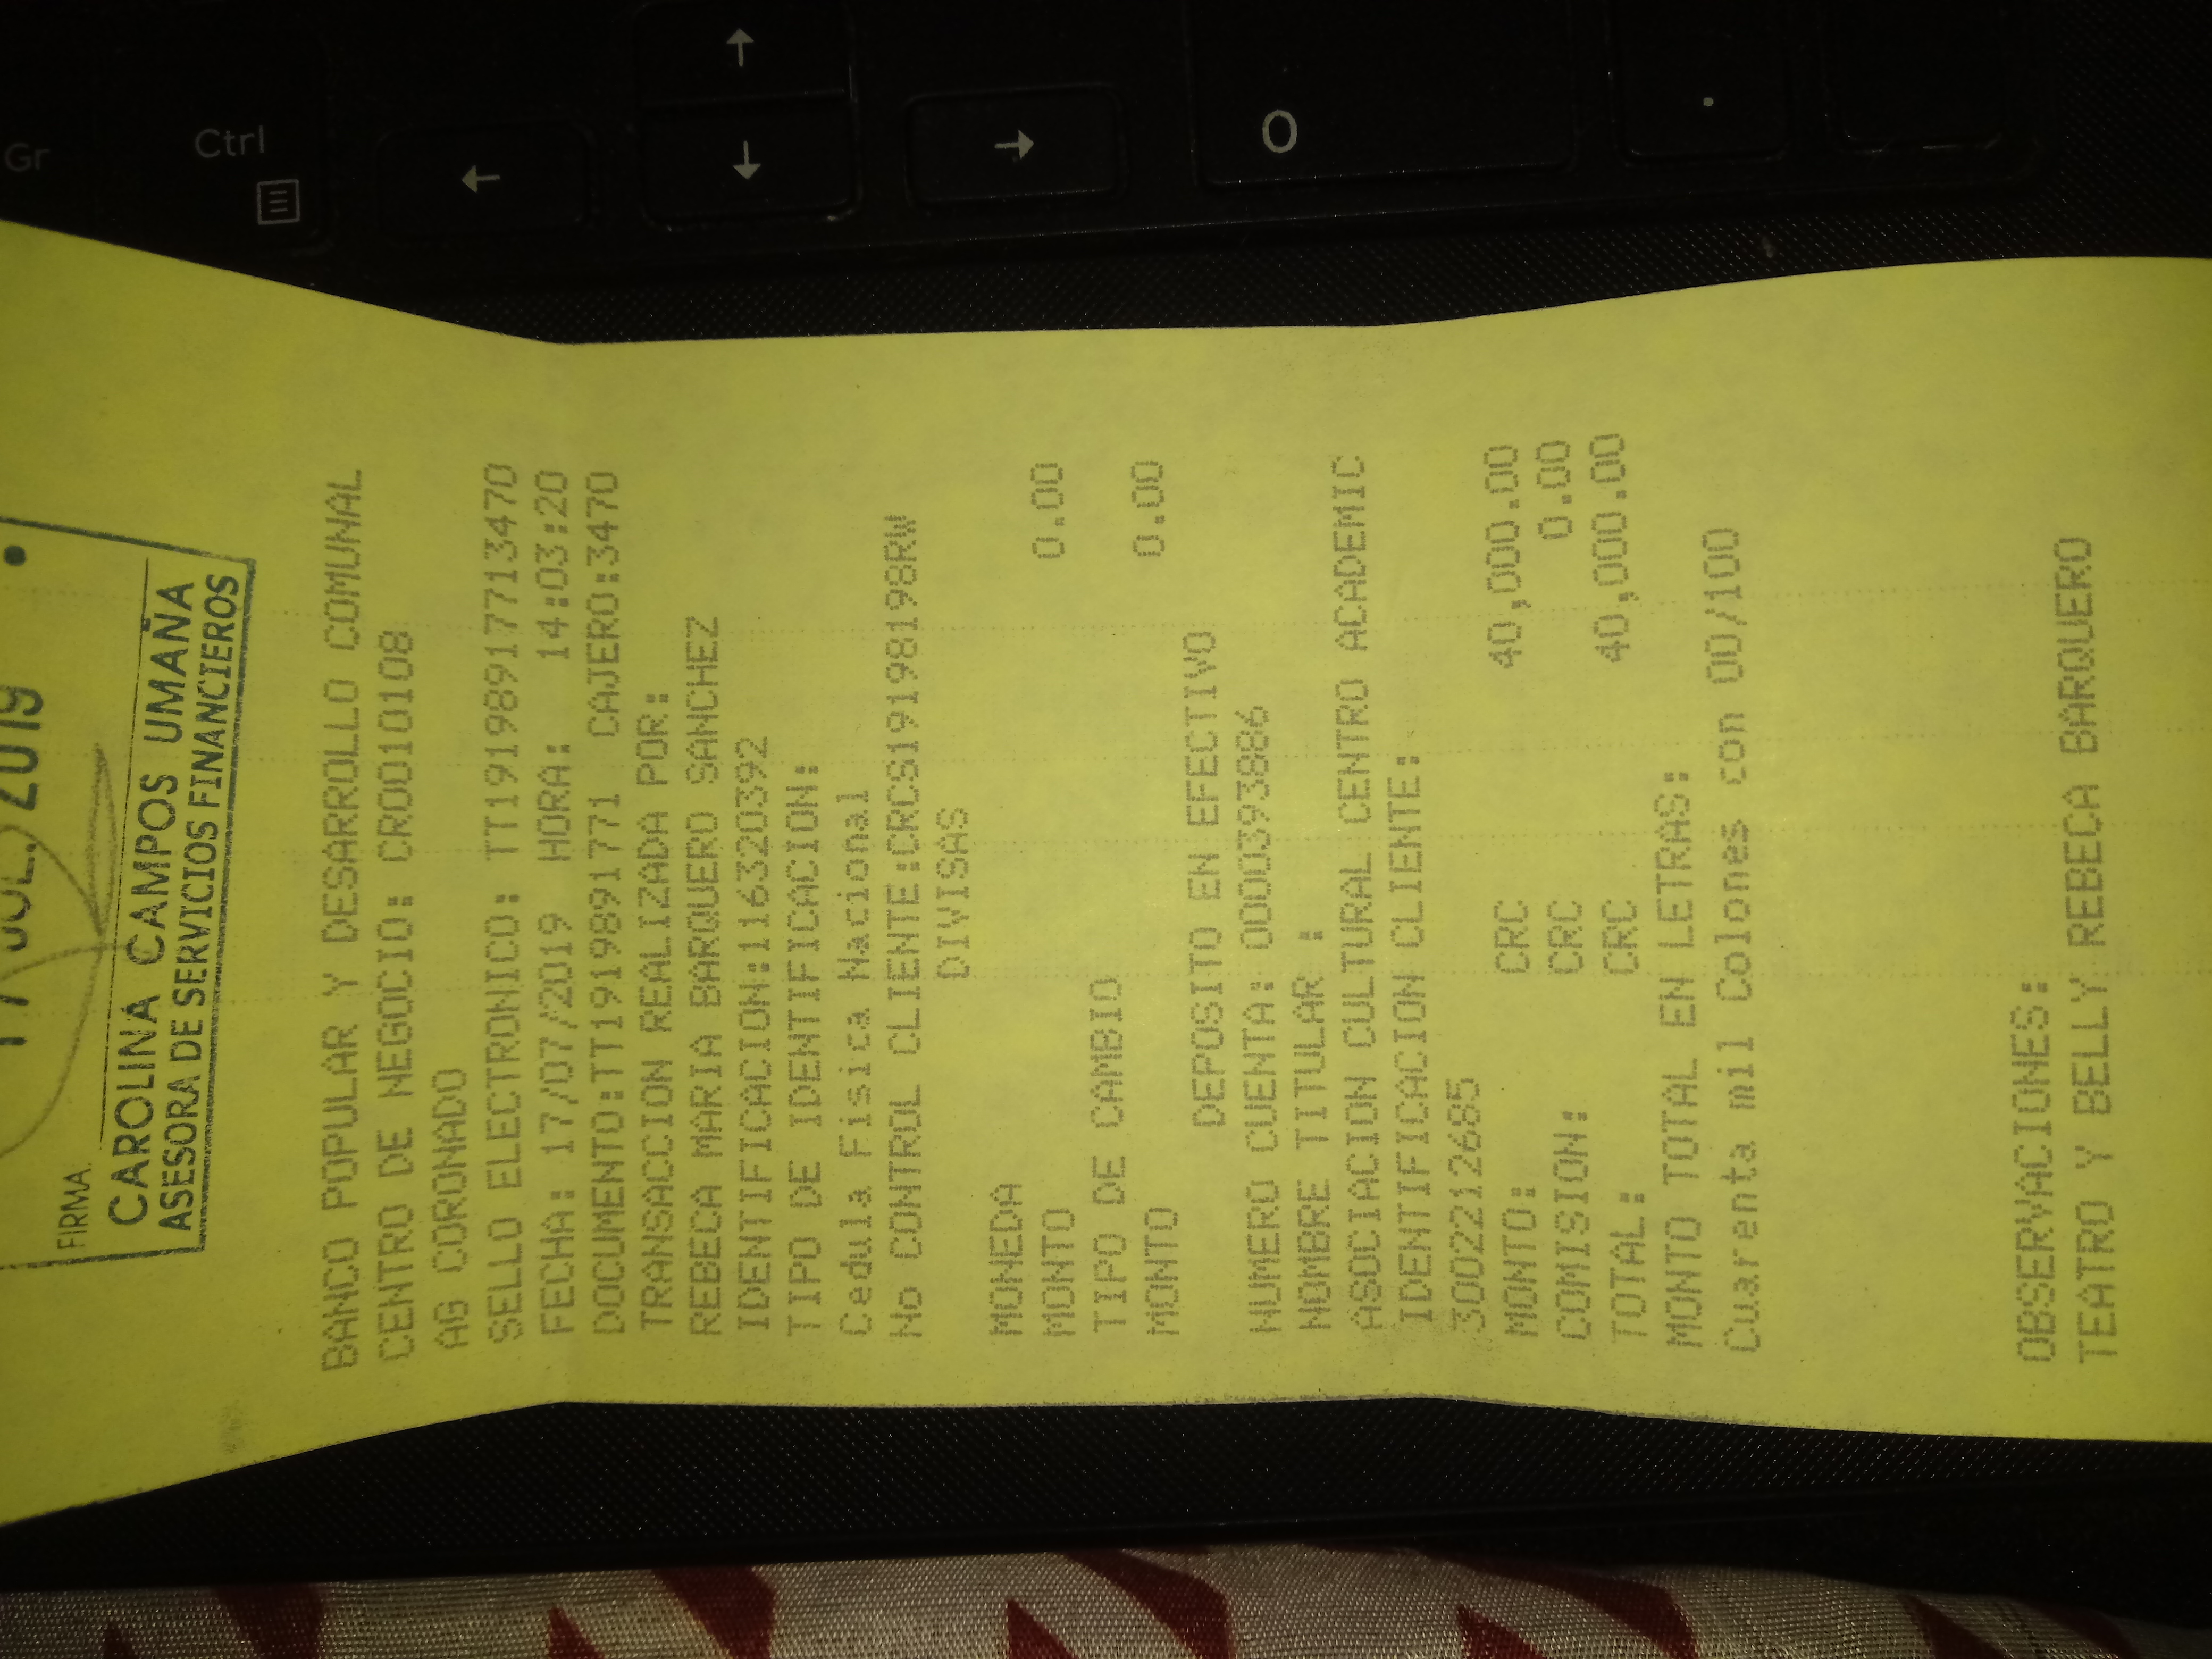 Gr
Ctrl
↑
←
↓
→
0
.
JUL. 2019
FIRMA.
CAROLINA CAMPOS UMAÑA
ASESORA DE SERVICIOS FINANCIEROS
BANCO POPULAR Y DESARROLLO COMUNAL
CENTRO DE NEGOCIO: CR0010108
AG CORONADO
SELLO ELECTRONICO: TT19198917713470
FECHA: 17/07/2019 HORA: 14:03:20
DOCUMENTO:TT1919891771 CAJERO:3470
TRANSACCION REALIZADA POR:
REBECA MARIA BARQUERO SANCHEZ
IDENTIFICACION:116320392
TIPO DE IDENTIFICACION:
Cedula Fisica Nacional
No CONTROL CLIENTE:CRCS1919819198RW
DIVISAS
MONEDA
MONTO 0.00
TIPO DE CAMBIO
MONTO 0.00
DEPOSITO EN EFECTIVO
NUMERO CUENTA: 00003939886
NOMBRE TITULAR :
ASOCIACION CULTURAL CENTRO ACADEMIC
IDENTIFICACION CLIENTE:
3002212685
MONTO: CRC 40,000.00
COMISION: CRC 0.00
TOTAL: CRC 40,000.00
MONTO TOTAL EN LETRAS:
Cuarenta mil Colones con 00/100
OBSERVACIONES:
TEATRO Y BELLY REBECA BARQUERO